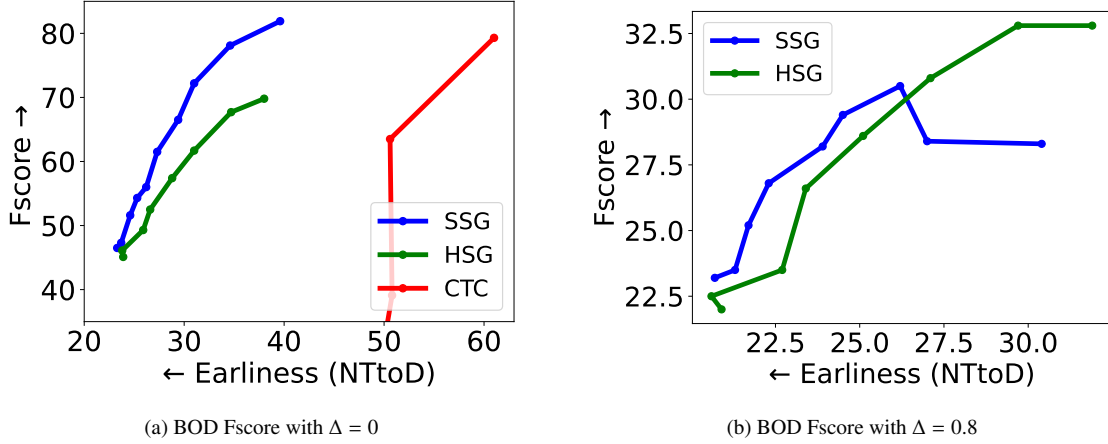 80
70
60
50
40
Fscore →
SSG
HSG
CTC
20 30 40 50 60
← Earliness (NTtoD)
(a) BOD Fscore with Δ = 0
32.5
30.0
27.5
25.0
22.5
Fscore →
SSG
HSG
22.5 25.0 27.5 30.0
← Earliness (NTtoD)
(b) BOD Fscore with Δ = 0.8